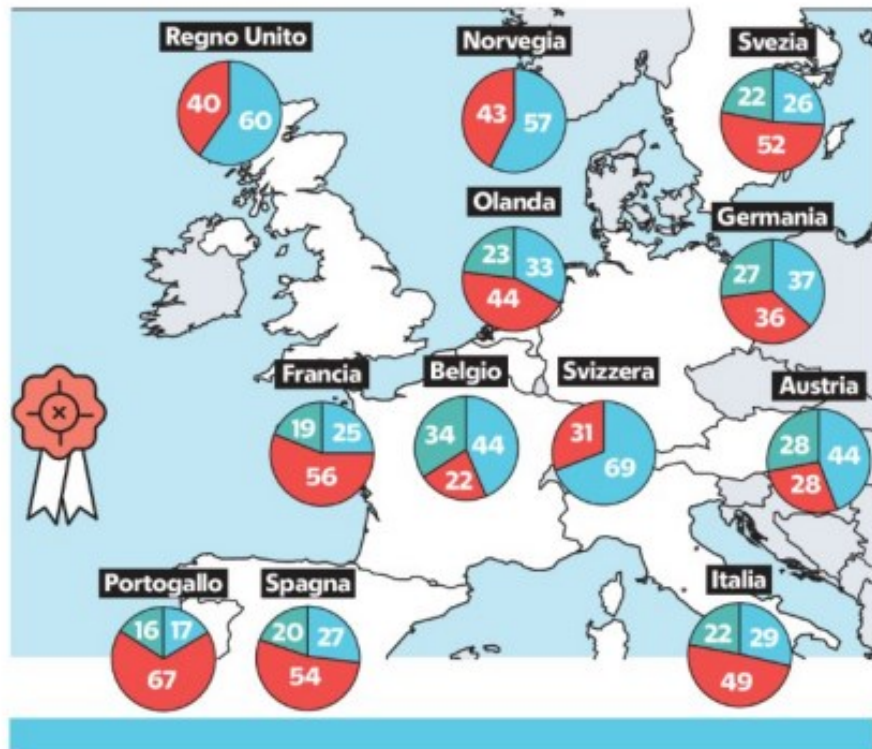 Regno Unito
40
60
Norvegia
43
57
Svezia
22
26
52
Olanda
23
33
44
Germania
27
37
36
Francia
19
25
56
Belgio
34
44
22
Svizzera
31
69
Austria
28
44
28
Portogallo
16
17
67
Spagna
20
27
54
Italia
22
29
49
x